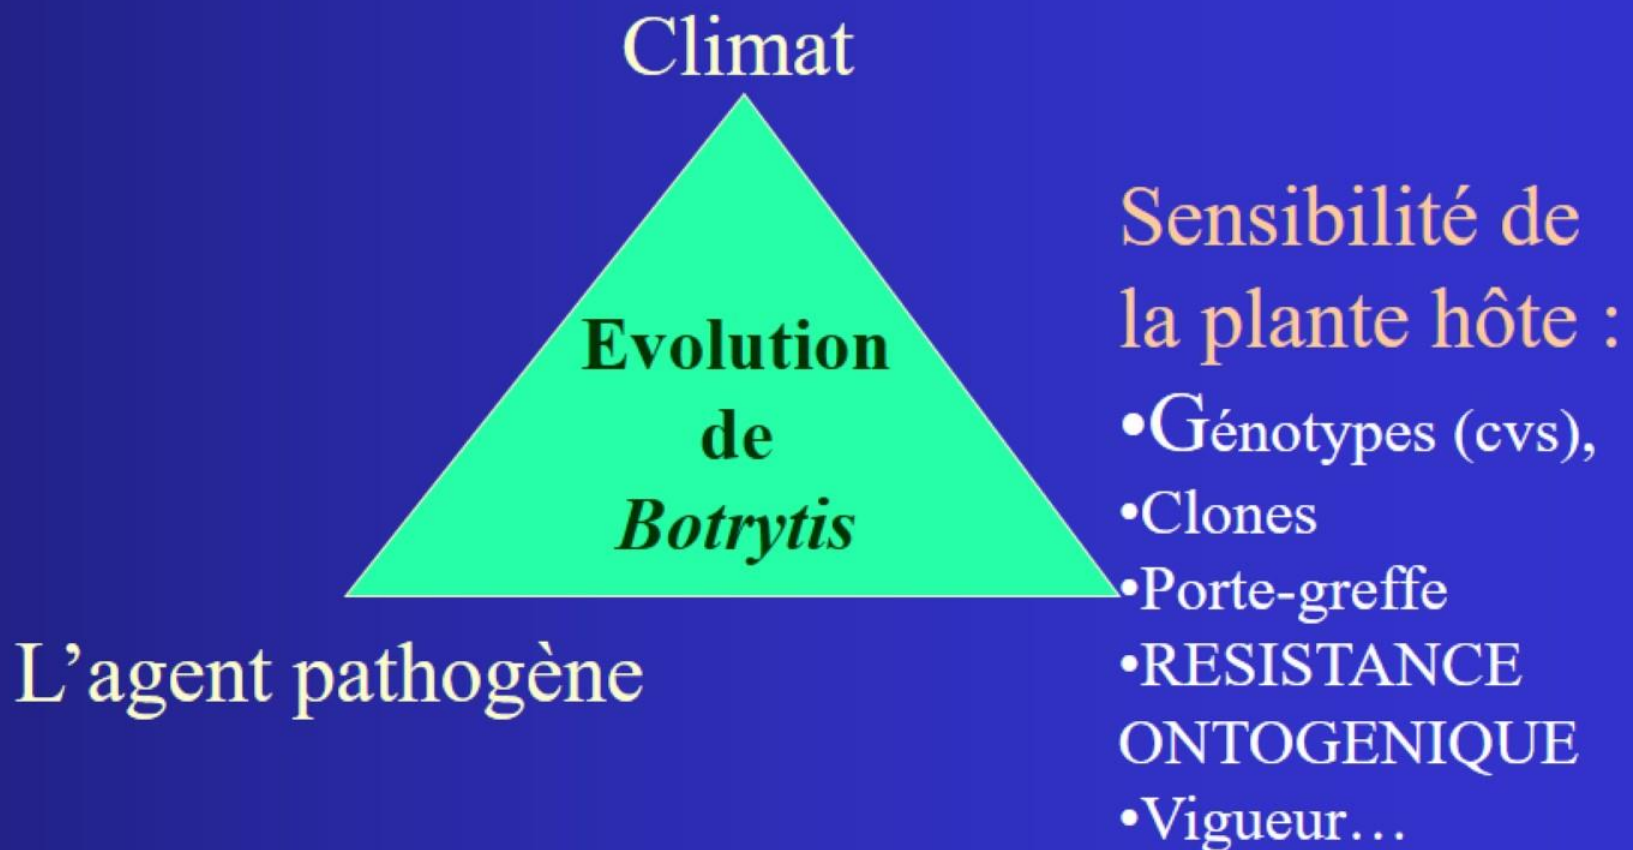 Climat
Evolution
de
Botrytis
L’agent pathogène
Sensibilité de
la plante hôte :
•Génotypes (cvs),
•Clones
•Porte-greffe
•RESISTANCE
ONTOGENIQUE
•Vigueur…